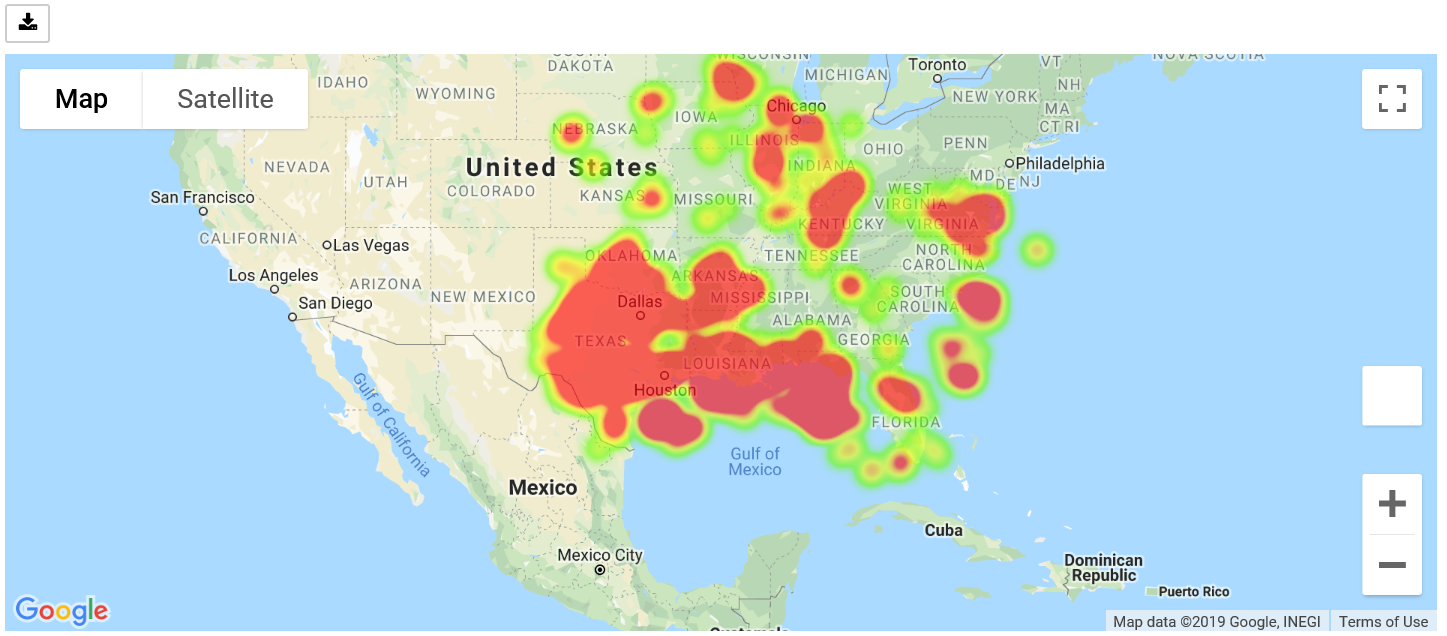 SOUTH
DAKOTA
WISCONSIN
Toronto
VT
NOVA SCOTIA
Map
Satellite
IDAHO
WYOMING
MICHIGAN
NH
NEW YORK
MA
CT RI
IOWA
Chicago
NEBRASKA
ILLINOIS
OHIO
PENN
NEVADA
United States
INDIANA
Philadelphia
UTAH
COLORADO
KANSAS
MISSOURI
WEST
VIRGINIA
MD
DE
NJ
San Francisco
KENTUCKY
VIRGINIA
CALIFORNIA
Las Vegas
OKLAHOMA
TENNESSEE
NORTH
CAROLINA
Los Angeles
ARIZONA
NEW MEXICO
ARKANSAS
MISSISSIPPI
SOUTH
CAROLINA
San Diego
Dallas
ALABAMA
TEXAS
GEORGIA
LOUISIANA
Houston
Gulf of California
FLORIDA
Gulf of
Mexico
Mexico
Cuba
Mexico City
Dominican
Republic
Puerto Rico
Google
Guatemala
Map data ©2019 Google, INEGI
Terms of Use